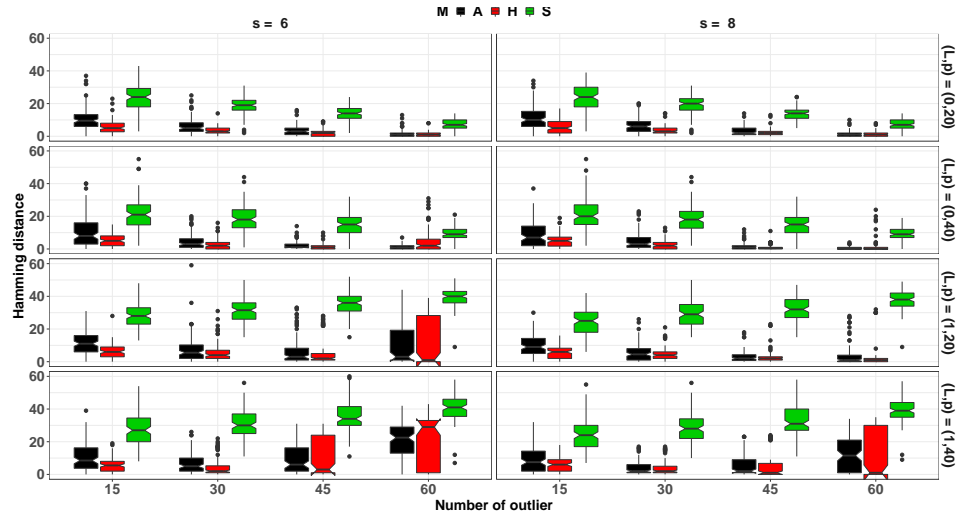 M A H S
s = 6 s = 8
60
40
20
0
(L,p) = (0,20)
60
40
20
0
(L,p) = (0,40)
60
40
20
0
(L,p) = (1,20)
60
40
20
0
(L,p) = (1,40)
Hamming distance
15 30 45 60 15 30 45 60
Number of outlier